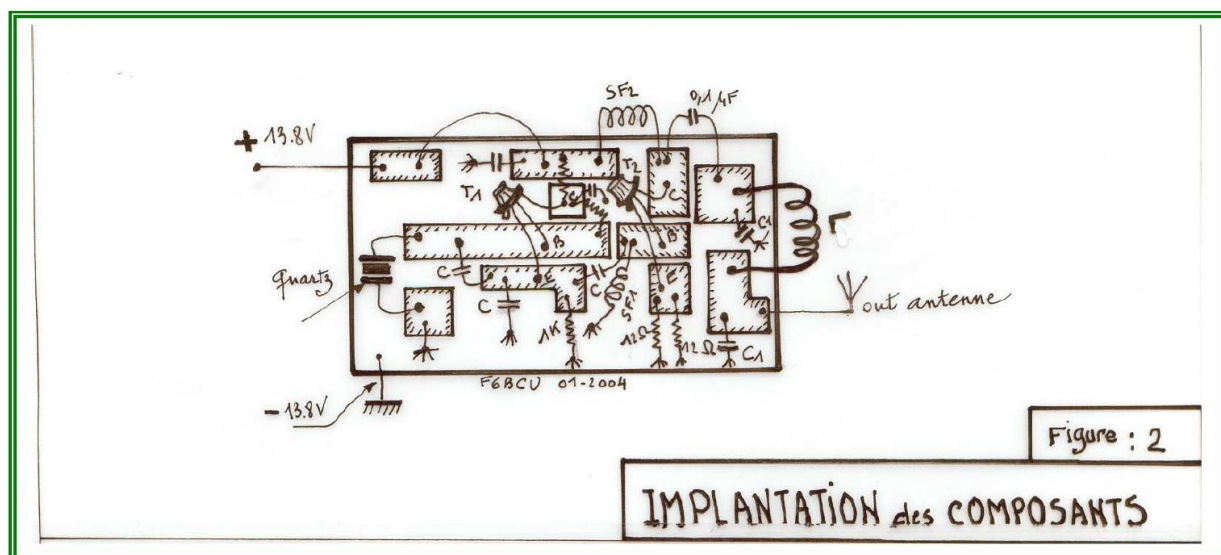 SF2
0,1µF
+ 13.8V
T1
T2
C
C
C1
L
B
B
quartz
C
E
C
SF1
E
out antenne
C
1K
12Ω
12Ω
C1
F6BCU 01-2004
- 13.8V
Figure : 2
IMPLANTATION des COMPOSANTS